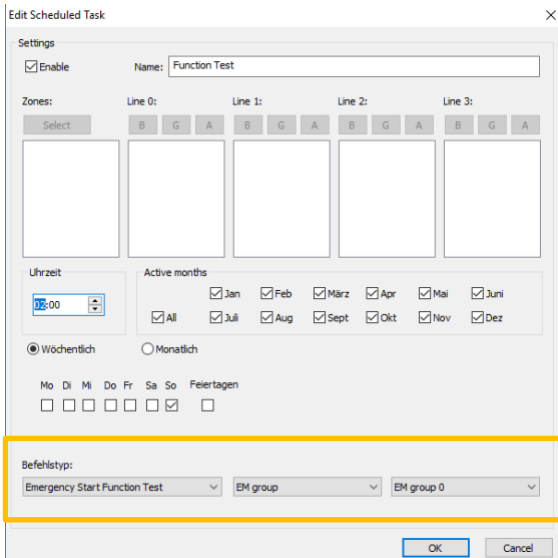 Edit Scheduled Task
Settings
Enable Name: Function Test
Zones: Line 0: Line 1: Line 2: Line 3:
Select B G A B G A B G A B G A
Uhrzeit Active months
02:00
Jan Feb März Apr Mai Juni
All Juli Aug Sept Okt Nov Dez
Wöchentlich Monatlich
Mo Di Mi Do Fr Sa So Feiertagen
Befehlstyp:
Emergency Start Function Test EM group EM group 0
OK Cancel